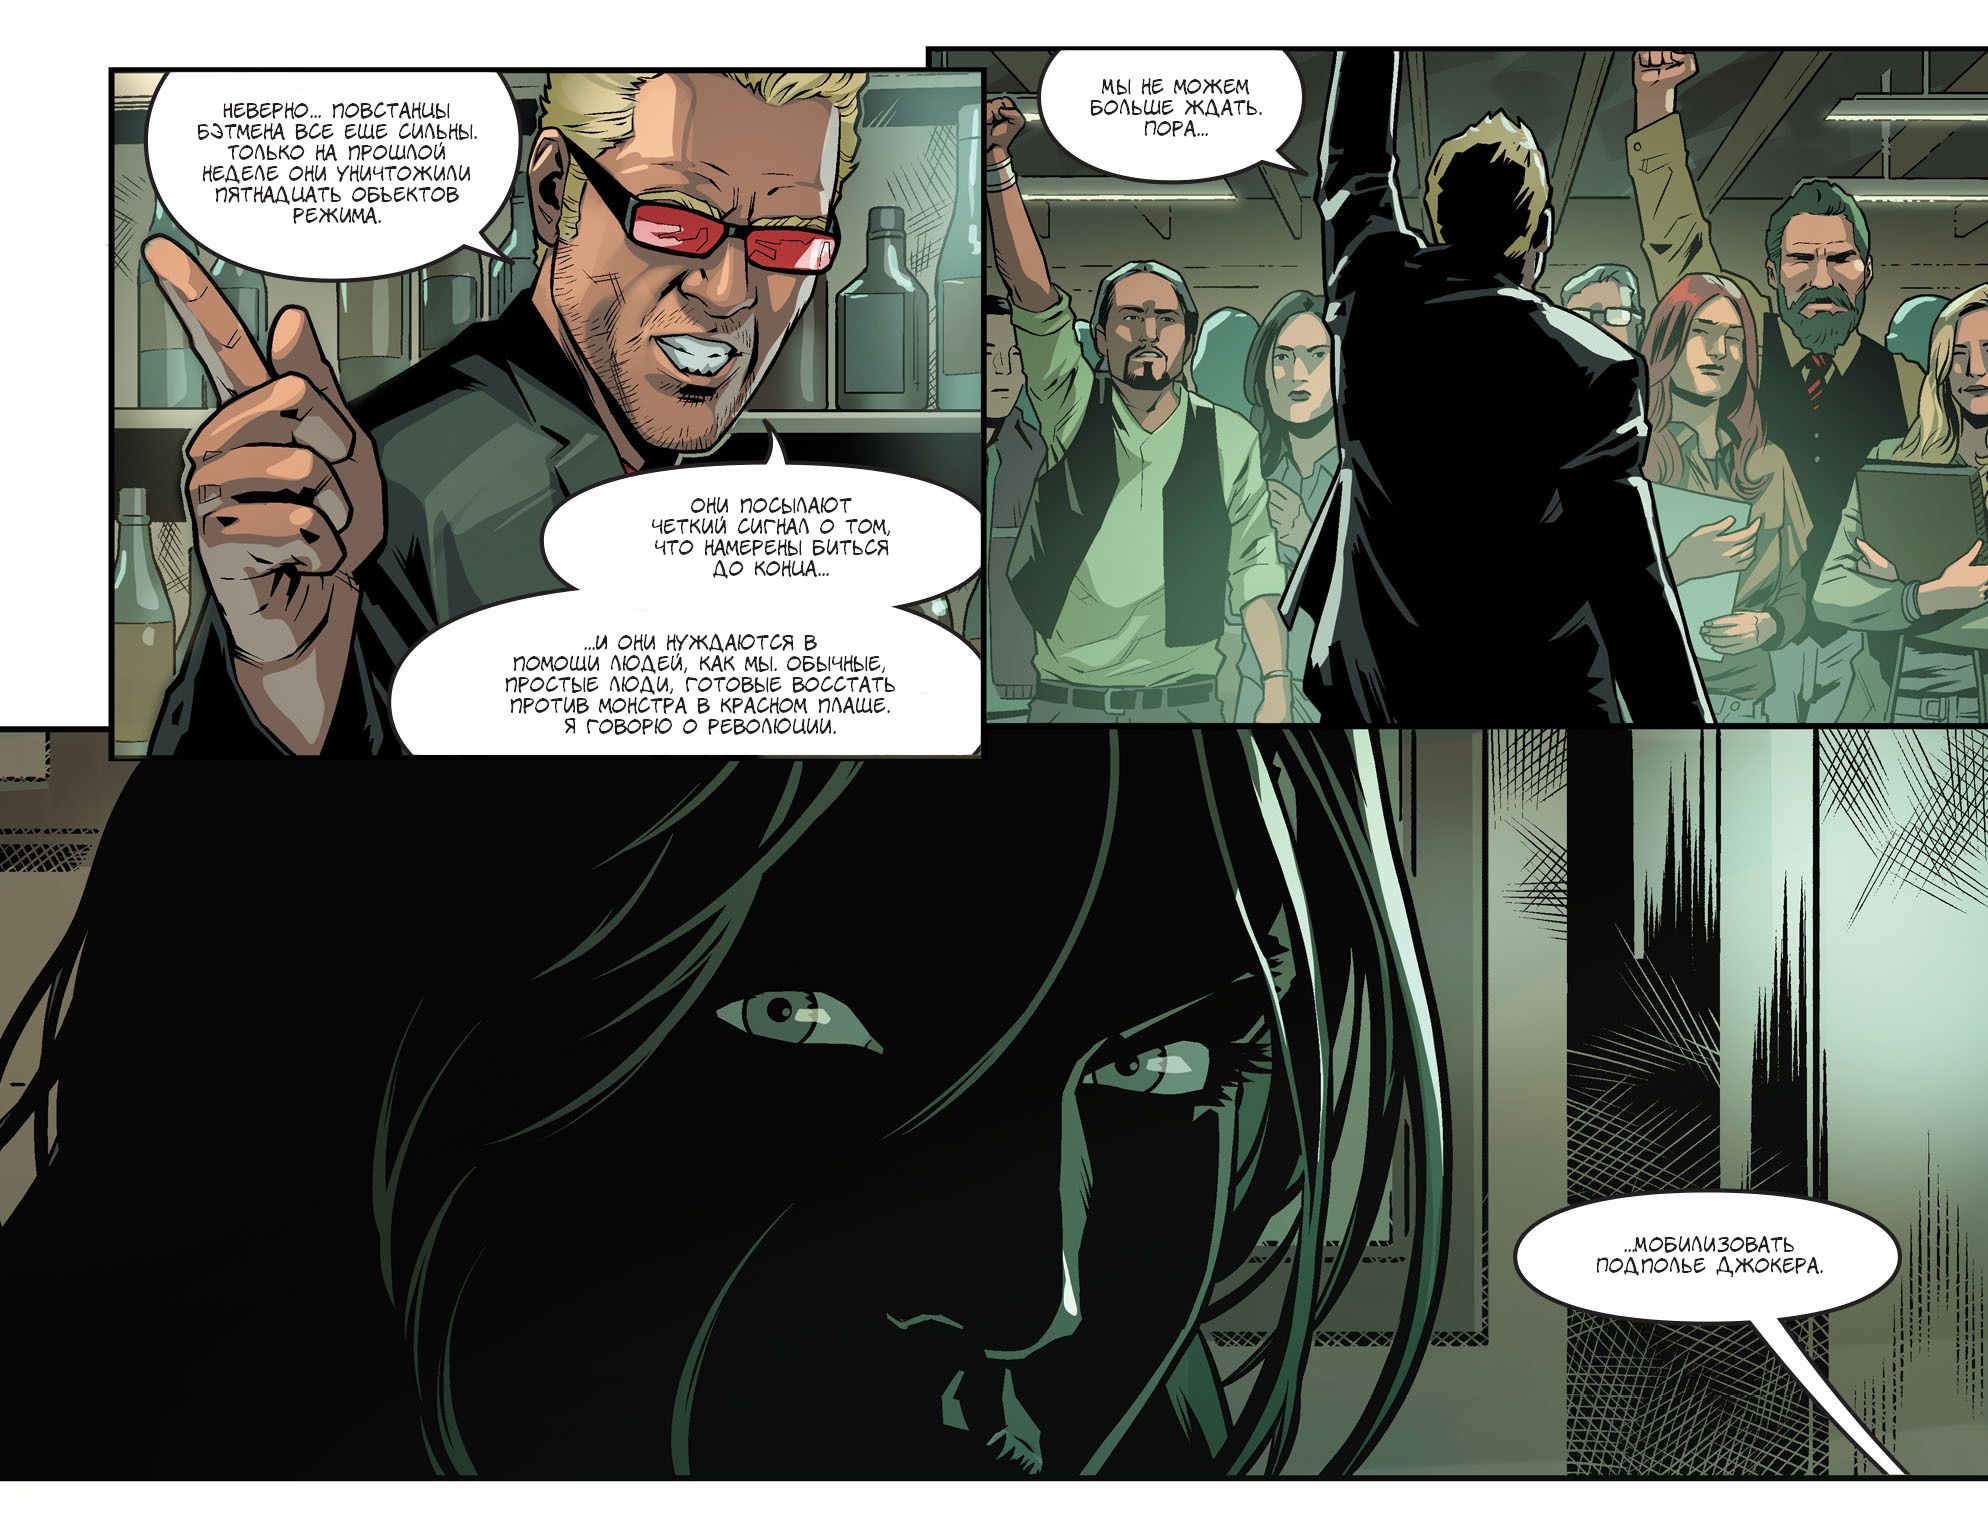 НЕВЕРНО... ПОВСТАНЦЫ
БЭТМЕНА ВСЕ ЕЩЕ СИЛЬНЫ.
ТОЛЬКО НА ПРОШЛОЙ
НЕДЕЛЕ ОНИ УНИЧТОЖИЛИ
ПЯТНАДЦАТЬ ОБЪЕКТОВ
РЕЖИМА.
ОНИ ПОСЫЛАЮТ
ЧЕТКИЙ СИГНАЛ О ТОМ,
ЧТО НАМЕРЕНЫ БИТЬСЯ
ДО КОНЦА...
...И ОНИ НУЖДАЮТСЯ В
ПОМОЩИ ЛЮДЕЙ, КАК МЫ. ОБЫЧНЫЕ,
ПРОСТЫЕ ЛЮДИ, ГОТОВЫЕ ВОССТАТЬ
ПРОТИВ МОНСТРА В КРАСНОМ ПЛАЩЕ.
Я ГОВОРЮ О РЕВОЛЮЦИИ.
МЫ НЕ МОЖЕМ
БОЛЬШЕ ЖДАТЬ.
ПОРА...
...МОБИЛИЗОВАТЬ
ПОДПОЛЬЕ ДЖОКЕРА.